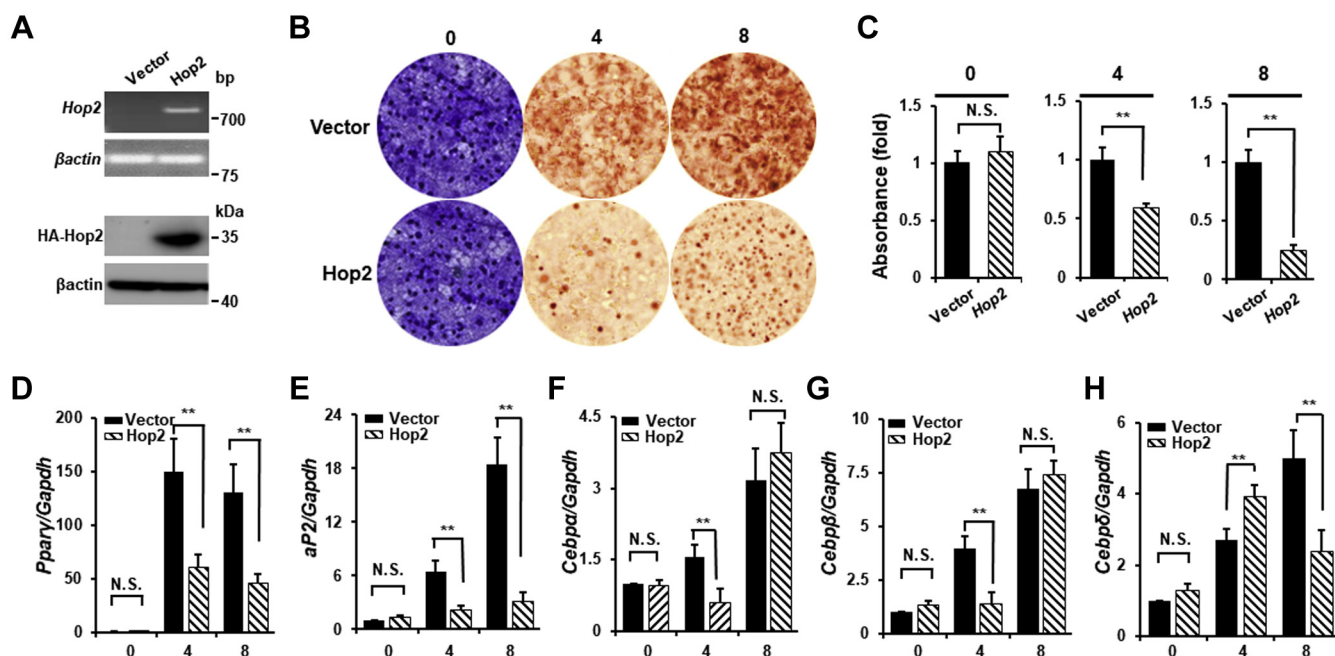 A
Vector
Hop2
bp
Hop2
700
βactin
75
kDa
HA-Hop2
35
βactin
40
B
0 4 8
Vector
Hop2
C
0 4 8
Absorbance (fold)
1.5
1
0.5
0
N.S.
Vector
Hop2
1.5
1
0.5
0
**
Vector
Hop2
1.5
1
0.5
0
**
Vector
Hop2
D
Pparγ/Gapdh
200
150
100
50
0
Vector
Hop2
N.S.
**
**
0 4 8
E
aP2/Gapdh
24
18
12
6
0
Vector
Hop2
N.S.
**
**
0 4 8
F
Cebpα/Gapdh
4.5
3
1.5
0
Vector
Hop2
N.S.
**
N.S.
0 4 8
G
Cebpβ/Gapdh
10
7.5
5
2.5
0
Vector
Hop2
N.S.
**
N.S.
0 4 8
H
Cebpδ/Gapdh
6
4
2
0
Vector
Hop2
N.S.
**
**
0 4 8